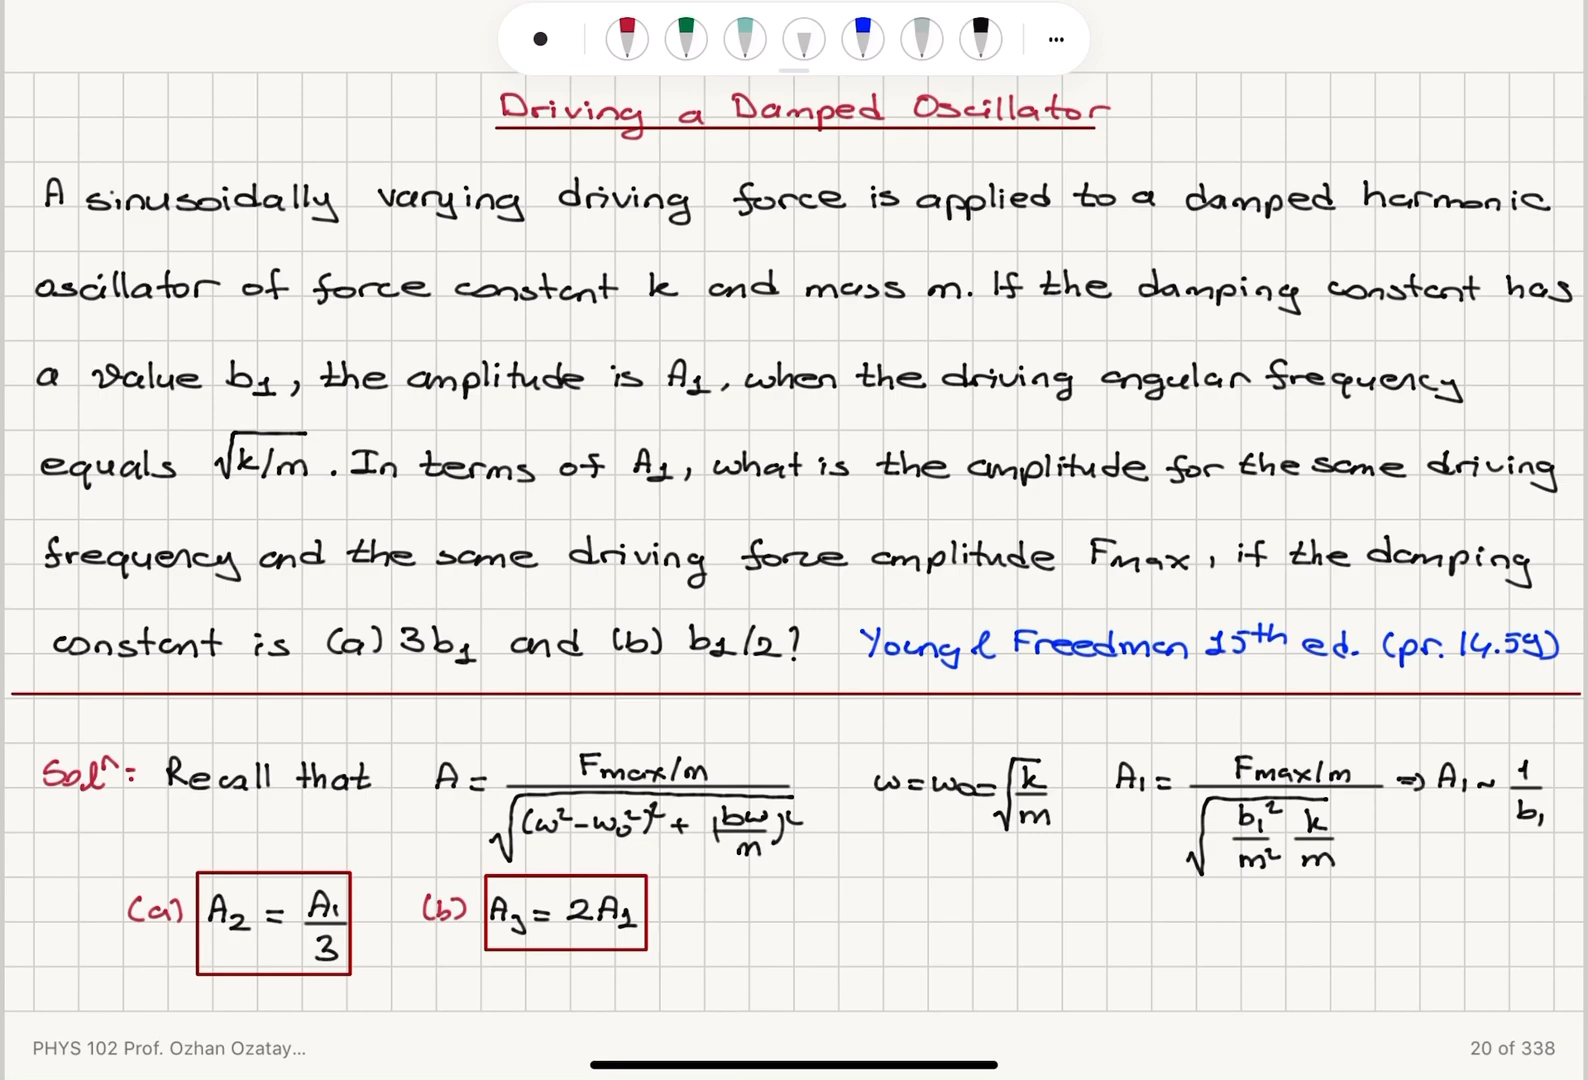 Driving a Damped Oscillator
A sinusoidally varying driving force is applied to a damped harmonic
oscillator of force constant k and mass m. If the damping constant has
a value b₁, the amplitude is A₁, when the driving angular frequency
equals √k/m. In terms of A₁, what is the amplitude for the same driving
frequency and the same driving force amplitude Fmax, if the damping
constant is (a) 3b₁ and (b) b₁/2? Young & Freedman 15th ed. (pr. 14.59)
Solⁿ: Recall that A = (Fmax/m) / √((ω²-ω₀²)² + (bω/m)²) ω=ω₀=√(k/m) A₁ = (Fmax/m) / √((b₁²/m²) (k/m)) ⇒ A₁ ~ 1/b₁
(a) A₂ = A₁/3 (b) A₃ = 2A₁
PHYS 102 Prof. Ozhan Ozatay... 20 of 338